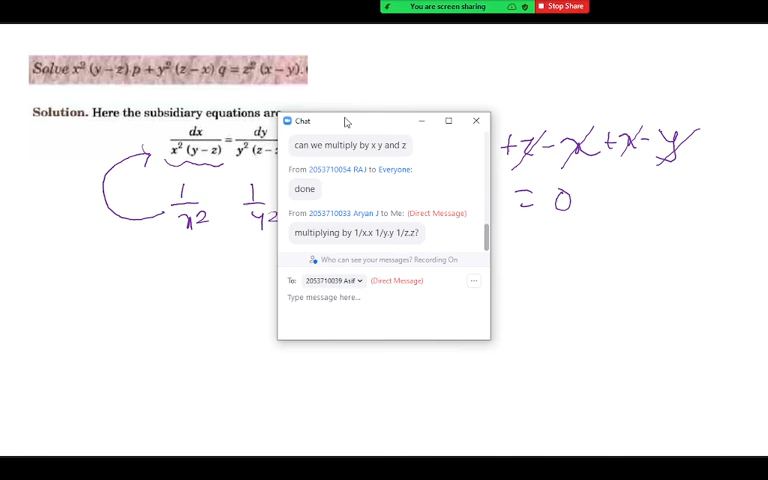 You are screen sharing
Stop Share
Solve x² (y – z) p + y² (z – x) q = z² (x – y).
Solution. Here the subsidiary equations are
dx/x² (y – z) = dy/y² (z –
+z – x + x – y
= 0
1/x² 1/y²
Chat
can we multiply by x y and z
From 2053710054 RAJ to Everyone:
done
From 2053710033 Aryan J to Me: (Direct Message)
multiplying by 1/x.x 1/y.y 1/z.z?
Who can see your messages? Recording On
To: 2053710039 Asif (Direct Message)
Type message here...